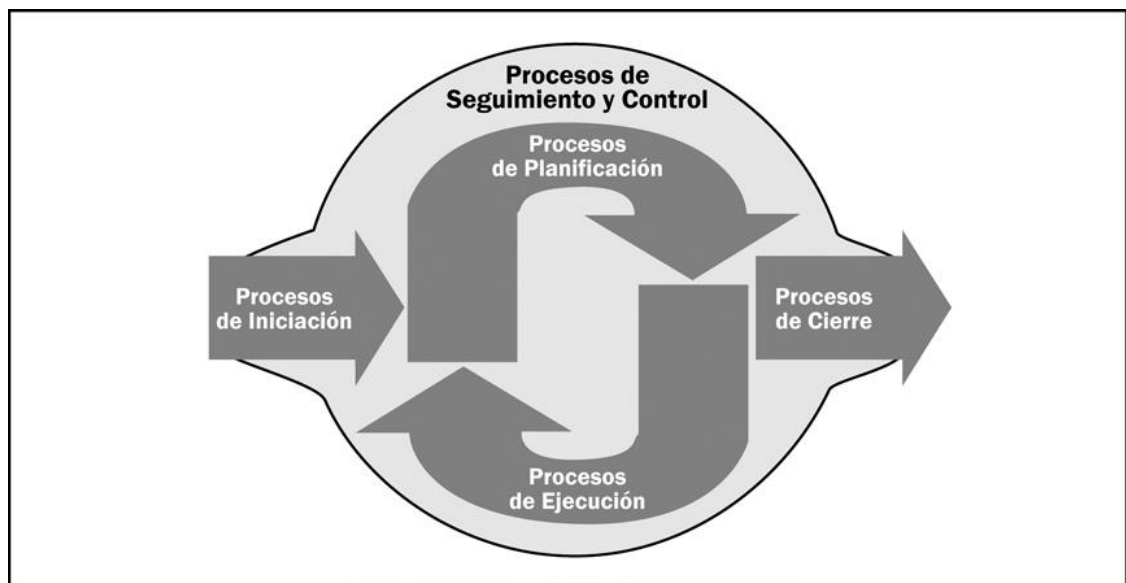 Procesos de
Seguimiento y Control
Procesos
de Planificación
Procesos
de Iniciación
Procesos
de Cierre
Procesos
de Ejecución